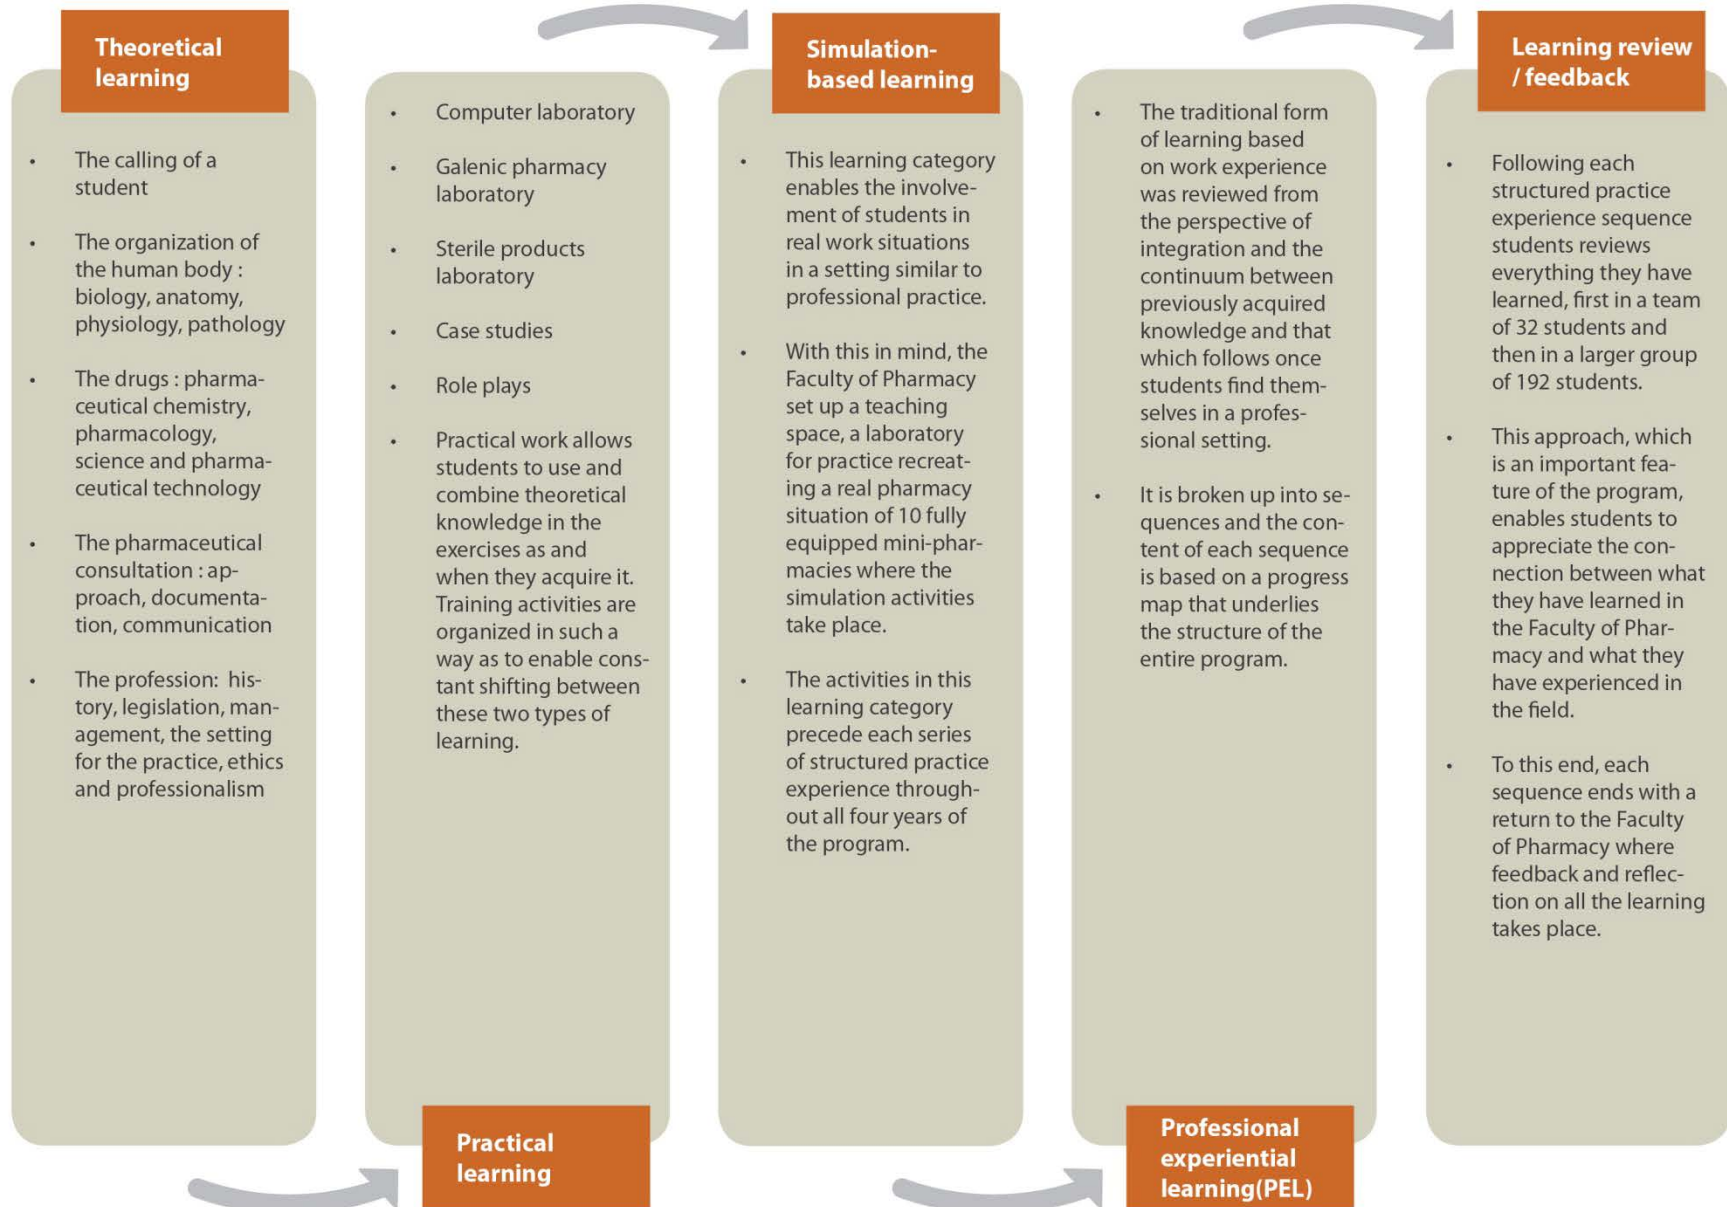 Theoretical
learning
• The calling of a
student
• The organization of
the human body :
biology, anatomy,
physiology, pathology
• The drugs : pharma-
ceutical chemistry,
pharmacology,
science and pharma-
ceutical technology
• The pharmaceutical
consultation : ap-
proach, documenta-
tion, communication
• The profession: his-
tory, legislation, man-
agement, the setting
for the practice, ethics
and professionalism
• Computer laboratory
• Galenic pharmacy
laboratory
• Sterile products
laboratory
• Case studies
• Role plays
• Practical work allows
students to use and
combine theoretical
knowledge in the
exercises as and
when they acquire it.
Training activities are
organized in such a
way as to enable cons-
tant shifting between
these two types of
learning.
Practical
learning
Simulation-
based learning
• This learning category
enables the involve-
ment of students in
real work situations
in a setting similar to
professional practice.
• With this in mind, the
Faculty of Pharmacy
set up a teaching
space, a laboratory
for practice recreat-
ing a real pharmacy
situation of 10 fully
equipped mini-phar-
macies where the
simulation activities
take place.
• The activities in this
learning category
precede each series
of structured practice
experience through-
out all four years of
the program.
• The traditional form
of learning based
on work experience
was reviewed from
the perspective of
integration and the
continuum between
previously acquired
knowledge and that
which follows once
students find them-
selves in a profes-
sional setting.
• It is broken up into se-
quences and the con-
tent of each sequence
is based on a progress
map that underlies
the structure of the
entire program.
Professional
experiential
learning(PEL)
Learning review
/ feedback
• Following each
structured practice
experience sequence
students reviews
everything they have
learned, first in a team
of 32 students and
then in a larger group
of 192 students.
• This approach, which
is an important fea-
ture of the program,
enables students to
appreciate the con-
nection between what
they have learned in
the Faculty of Phar-
macy and what they
have experienced in
the field.
• To this end, each
sequence ends with a
return to the Faculty
of Pharmacy where
feedback and reflec-
tion on all the learning
takes place.